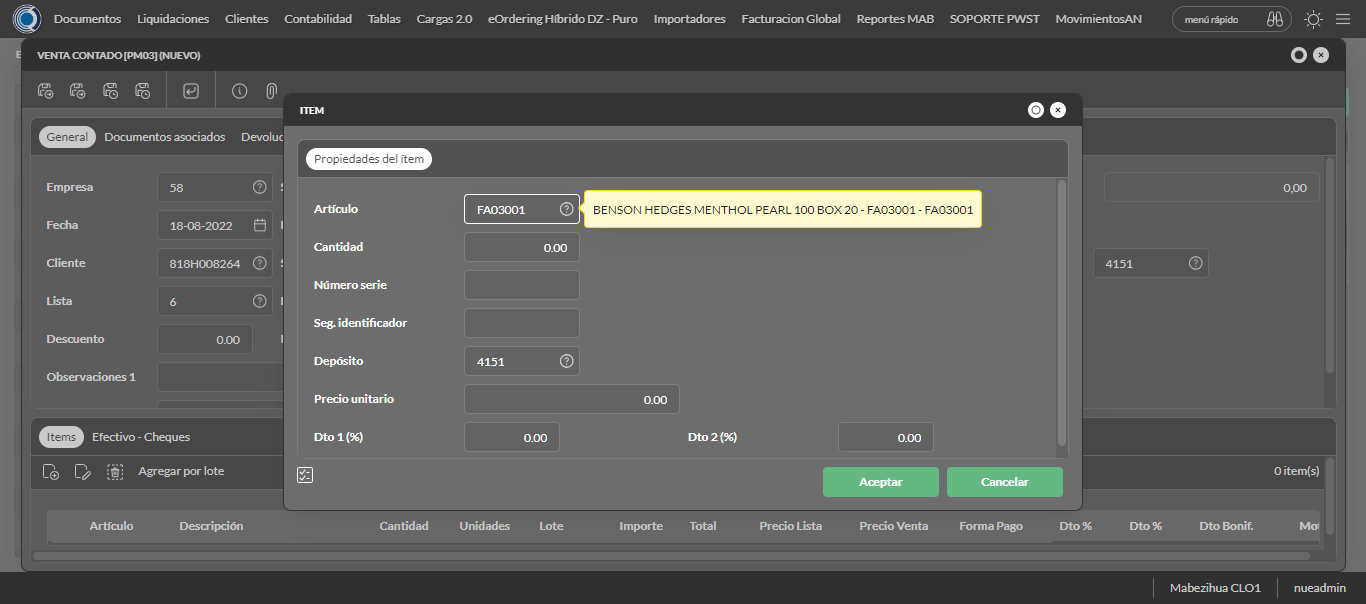 Documentos Liquidaciones Clientes Contabilidad Tablas Cargas 2.0 eOrdering Híbrido DZ - Puro Importadores Facturacion Global Reportes MAB SOPORTE PWST MovimientosAN menú rápido
VENTA CONTADO [PM03] (NUEVO)
ITEM
General Documentos asociados Devoluc
Propiedades del ítem
Empresa 58 0,00
Artículo FA03001 BENSON HEDGES MENTHOL PEARL 100 BOX 20 - FA03001 - FA03001
Fecha 18-08-2022
Cantidad 0.00
Cliente 818H008264 4151
Número serie
Lista 6
Seg. identificador
Descuento 0.00
Depósito 4151
Observaciones 1
Precio unitario 0.00
Dto 1 (%) 0.00 Dto 2 (%) 0.00
Items Efectivo - Cheques
Agregar por lote 0 item(s)
Aceptar Cancelar
Artículo Descripción Cantidad Unidades Lote Importe Total Precio Lista Precio Venta Forma Pago Dto % Dto % Dto Bonif. Mot
Mabezihua CLO1 nueadmin